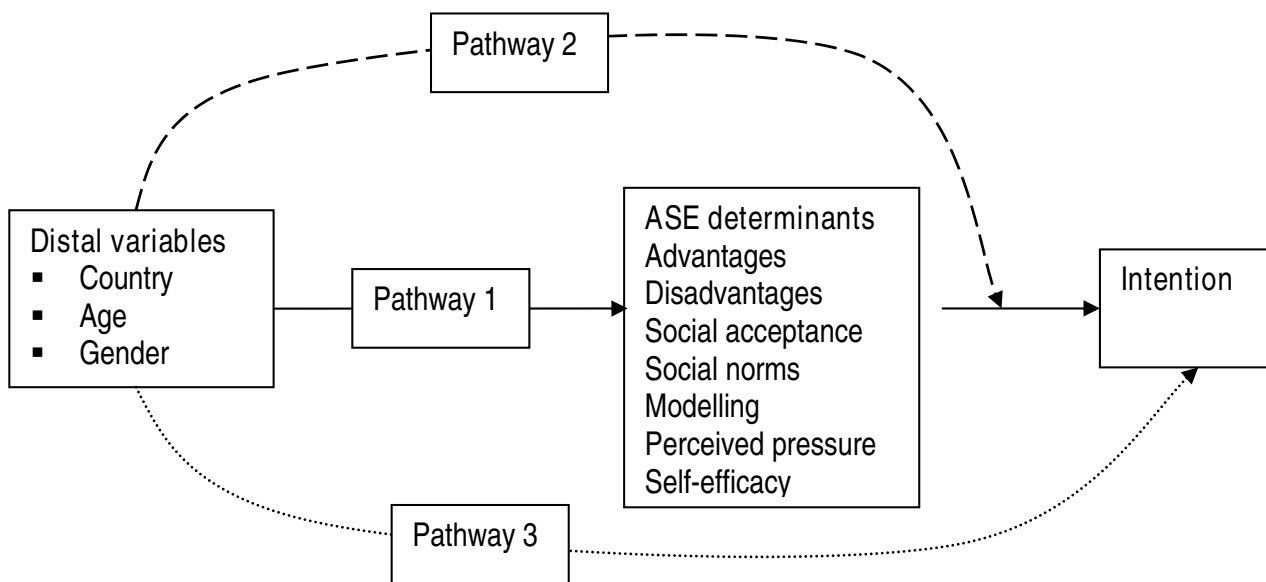 Pathway 2
Distal variables
▪ Country
▪ Age
▪ Gender
Pathway 1
ASE determinants
Advantages
Disadvantages
Social acceptance
Social norms
Modelling
Perceived pressure
Self-efficacy
Intention
Pathway 3